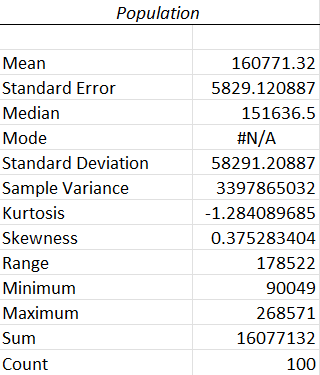 Population
Mean 160771.32
Standard Error 5829.120887
Median 151636.5
Mode #N/A
Standard Deviation 58291.20887
Sample Variance 3397865032
Kurtosis -1.284089685
Skewness 0.375283404
Range 178522
Minimum 90049
Maximum 268571
Sum 16077132
Count 100